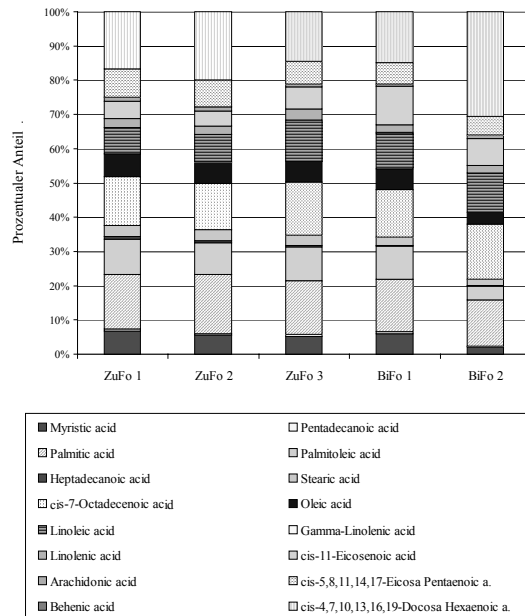 100%
90%
80%
70%
60%
50%
40%
30%
20%
10%
0%
Prozentualer Anteil .
ZuFo 1 ZuFo 2 ZuFo 3 BiFo 1 BiFo 2
Myristic acid Pentadecanoic acid
Palmitic acid Palmitoleic acid
Heptadecanoic acid Stearic acid
cis-7-Octadecenoic acid Oleic acid
Linoleic acid Gamma-Linolenic acid
Linolenic acid cis-11-Eicosenoic acid
Arachidonic acid cis-5,8,11,14,17-Eicosa Pentaenoic a.
Behenic acid cis-4,7,10,13,16,19-Docosa Hexaenoic a.